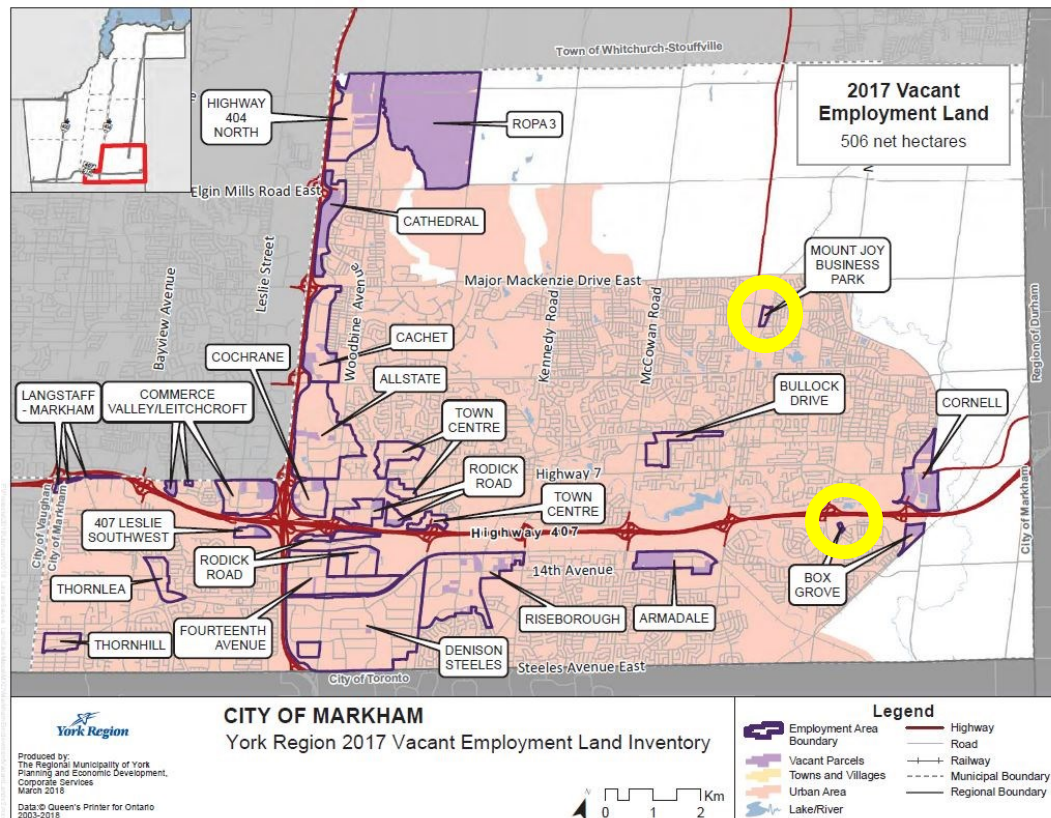 Town of Whitchurch-Stouffville
2017 Vacant
Employment Land
506 net hectares
HIGHWAY
404
NORTH
ROPA 3
Elgin Mills Road East
CATHEDRAL
Leslie Street
Woodbine Avenue
Bayview Avenue
Major Mackenzie Drive East
MOUNT JOY
BUSINESS
PARK
Kennedy Road
McCowan Road
Region of Durham
CACHET
COCHRANE
ALLSTATE
LANGSTAFF
- MARKHAM
COMMERCE
VALLEY/LEITCHCROFT
TOWN
CENTRE
BULLOCK
DRIVE
CORNELL
Highway 7
RODICK
ROAD
TOWN
CENTRE
City of Vaughan
City of Markham
407 LESLIE
SOUTHWEST
Highway 407
City of Markham
RODICK
ROAD
14th Avenue
BOX
GROVE
THORNLEA
RISEBOROUGH
ARMADALE
FOURTEENTH
AVENUE
THORNHILL
DENISON
STEELES
Steeles Avenue East
City of Toronto
York Region
Produced by:
The Regional Municipality of York
Planning and Economic Development,
Corporate Services
March 2018
Data:© Queen's Printer for Ontario
2003-2018
CITY OF MARKHAM
York Region 2017 Vacant Employment Land Inventory
0 1 2 Km
Legend
Employment Area
Boundary
Vacant Parcels
Towns and Villages
Urban Area
Lake/River
Highway
Road
Railway
Municipal Boundary
Regional Boundary